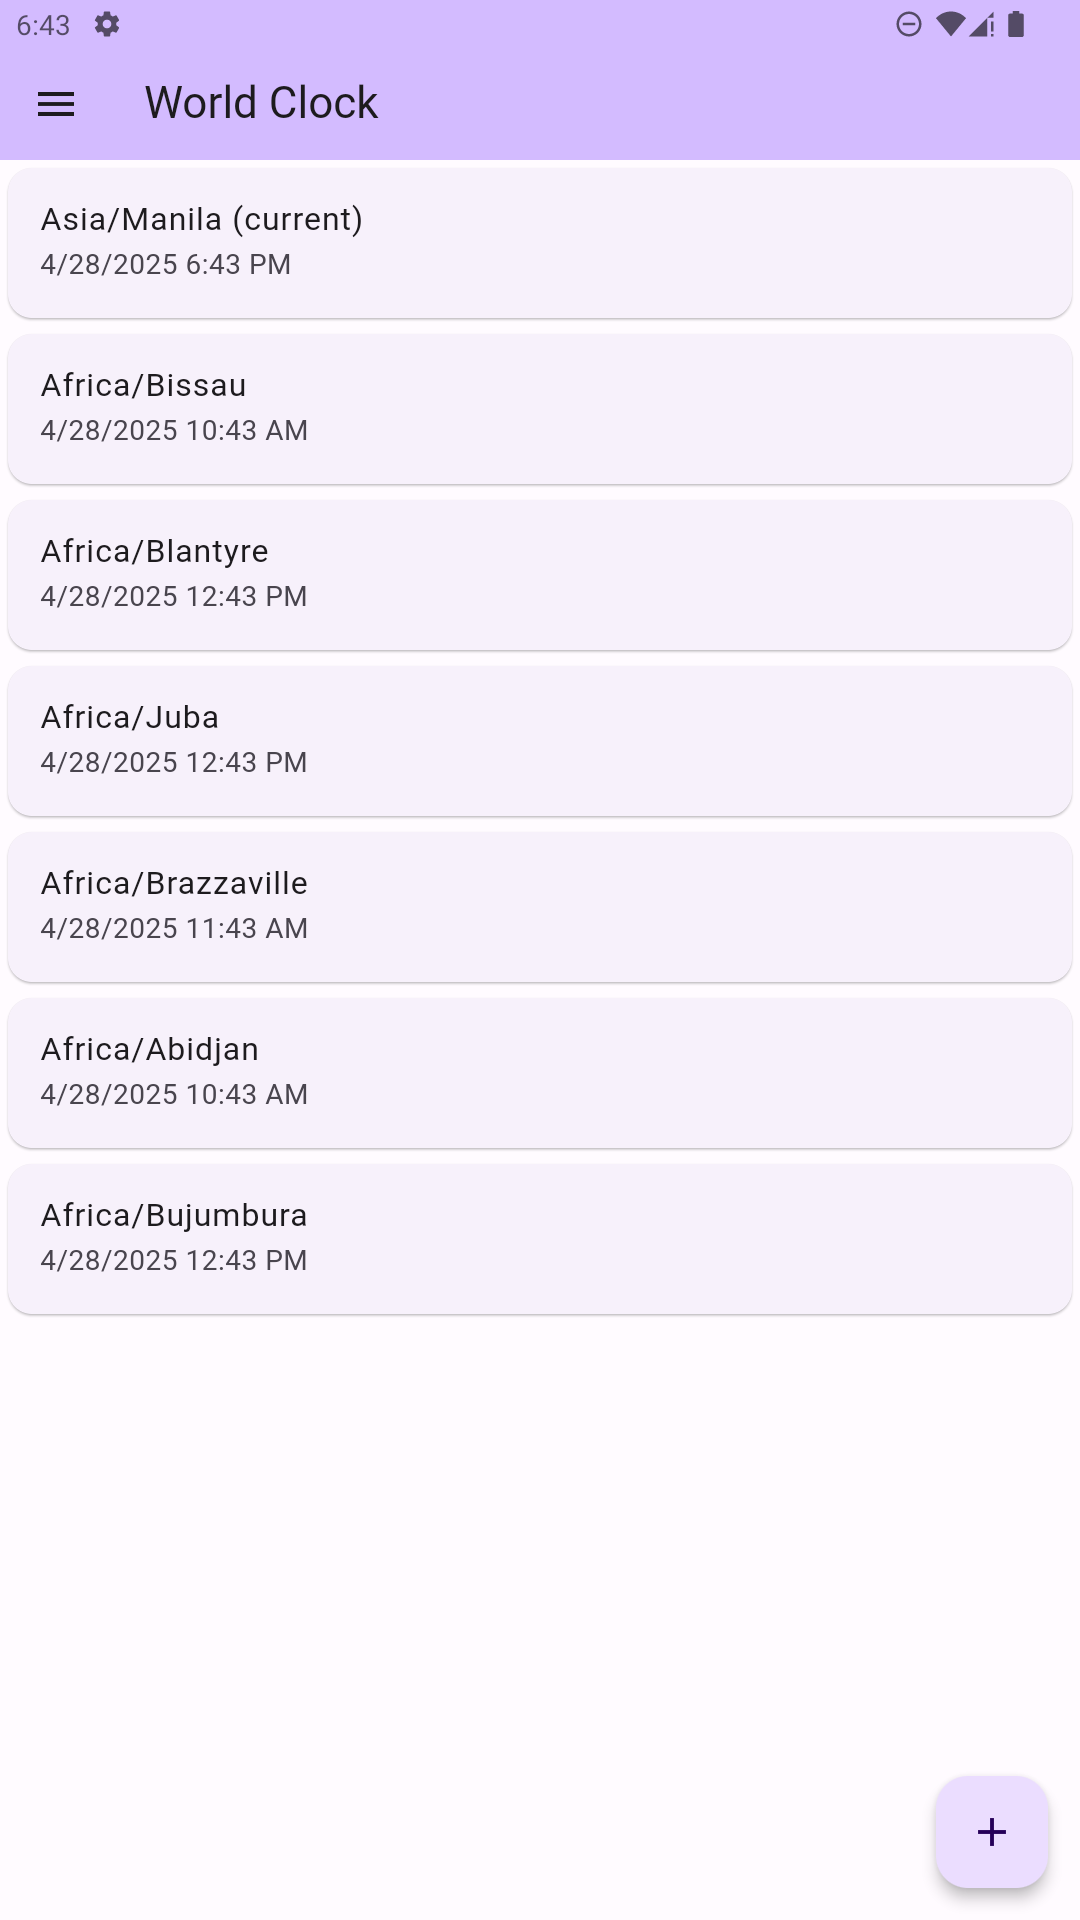 6:43
World Clock
Asia/Manila (current)
4/28/2025 6:43 PM
Africa/Bissau
4/28/2025 10:43 AM
Africa/Blantyre
4/28/2025 12:43 PM
Africa/Juba
4/28/2025 12:43 PM
Africa/Brazzaville
4/28/2025 11:43 AM
Africa/Abidjan
4/28/2025 10:43 AM
Africa/Bujumbura
4/28/2025 12:43 PM